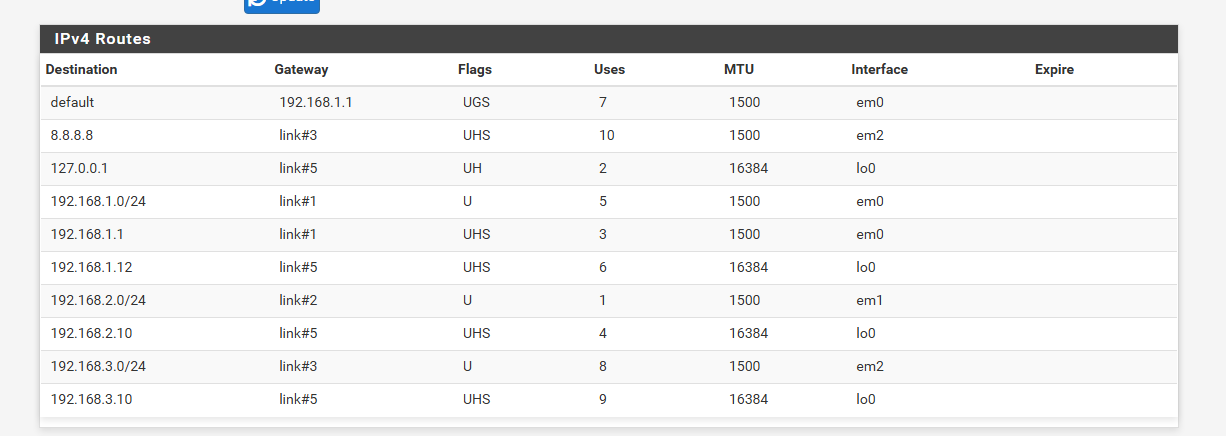 Update
IPv4 Routes
Destination Gateway Flags Uses MTU Interface Expire
default 192.168.1.1 UGS 7 1500 em0
8.8.8.8 link#3 UHS 10 1500 em2
127.0.0.1 link#5 UH 2 16384 lo0
192.168.1.0/24 link#1 U 5 1500 em0
192.168.1.1 link#1 UHS 3 1500 em0
192.168.1.12 link#5 UHS 6 16384 lo0
192.168.2.0/24 link#2 U 1 1500 em1
192.168.2.10 link#5 UHS 4 16384 lo0
192.168.3.0/24 link#3 U 8 1500 em2
192.168.3.10 link#5 UHS 9 16384 lo0